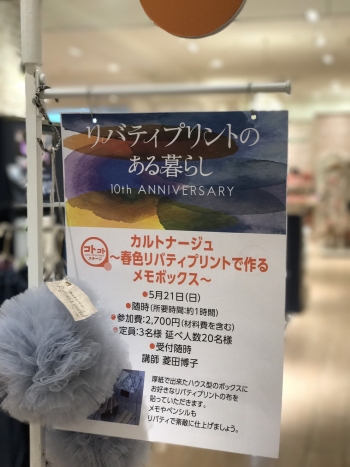 リバティプリントの
ある暮らし
10th ANNIVERSARY
コトコト
ステージ
カルトナージュ
～春色リバティプリントで作る
メモボックス～
●5月21日(日)
●随時(所要時間:約1時間)
●参加費:2,700円(材料費を含む)
●定員:3名様 延べ人数20名様
●受付随時
講師 菱田博子
厚紙で出来たハウス型のボックスに
お好きなリバティプリントの布を
貼っていただきます。
メモやペンシルも
リバティで素敵に仕上げましょう。